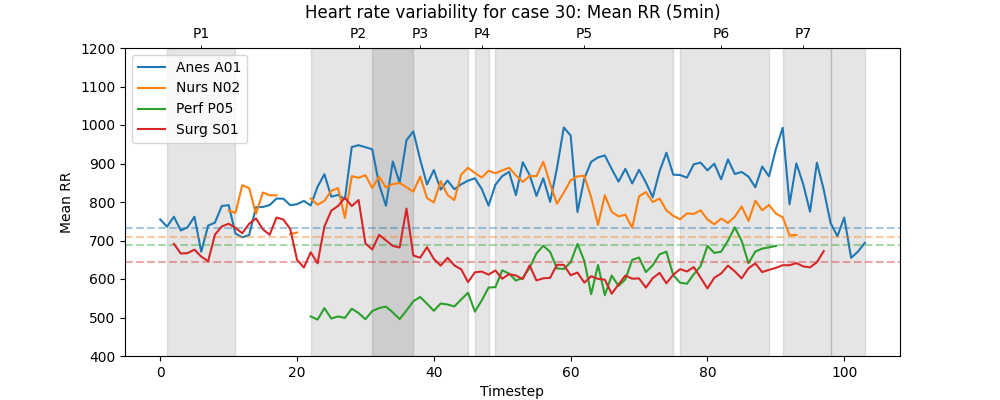 Heart rate variability for case 30: Mean RR (5min)
P1 P2 P3 P4 P5 P6 P7
1200
1100
1000
900
800
700
600
500
400
Mean RR
Anes A01
Nurs N02
Perf P05
Surg S01
0 20 40 60 80 100
Timestep